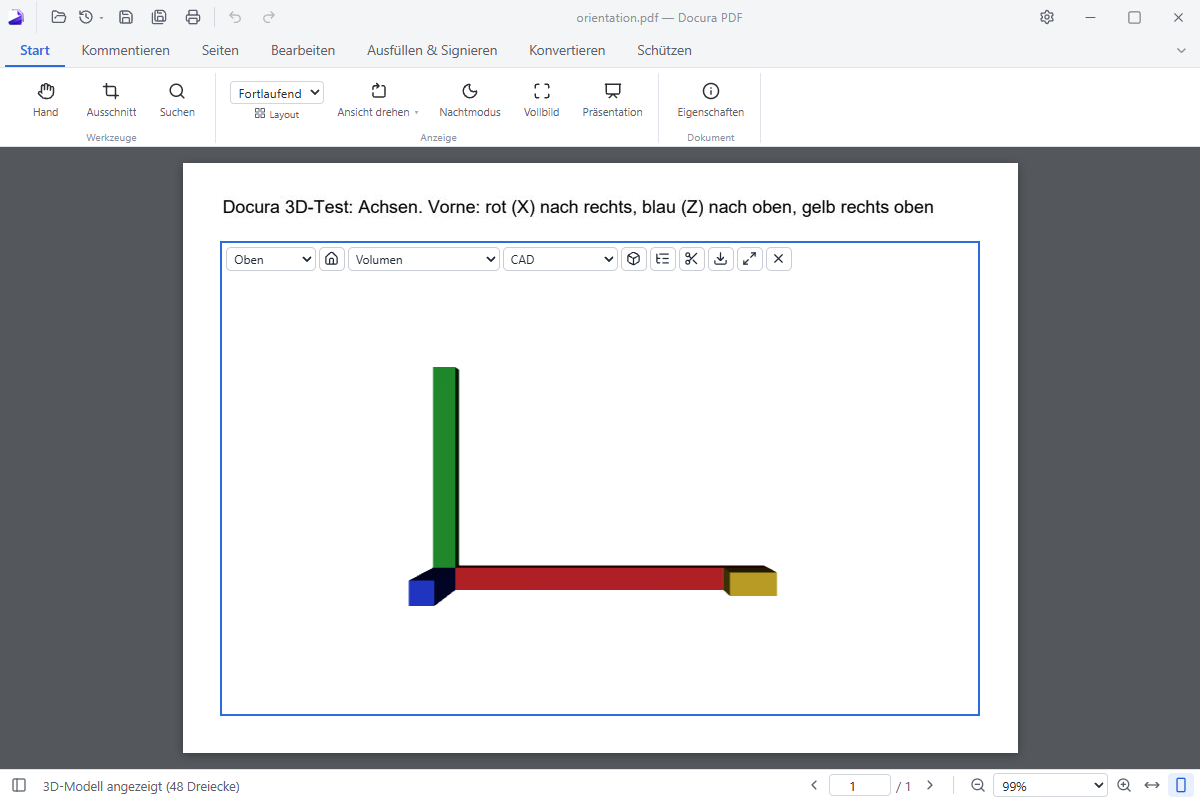 orientation.pdf — Docura PDF
Start Kommentieren Seiten Bearbeiten Ausfüllen & Signieren Konvertieren Schützen
Hand Ausschnitt Suchen
Werkzeuge
Fortlaufend
Layout
Ansicht drehen Nachtmodus Vollbild Präsentation
Anzeige
Eigenschaften
Dokument
Docura 3D-Test: Achsen. Vorne: rot (X) nach rechts, blau (Z) nach oben, gelb rechts oben
Oben Volumen CAD
3D-Modell angezeigt (48 Dreiecke) 1 / 1 99%